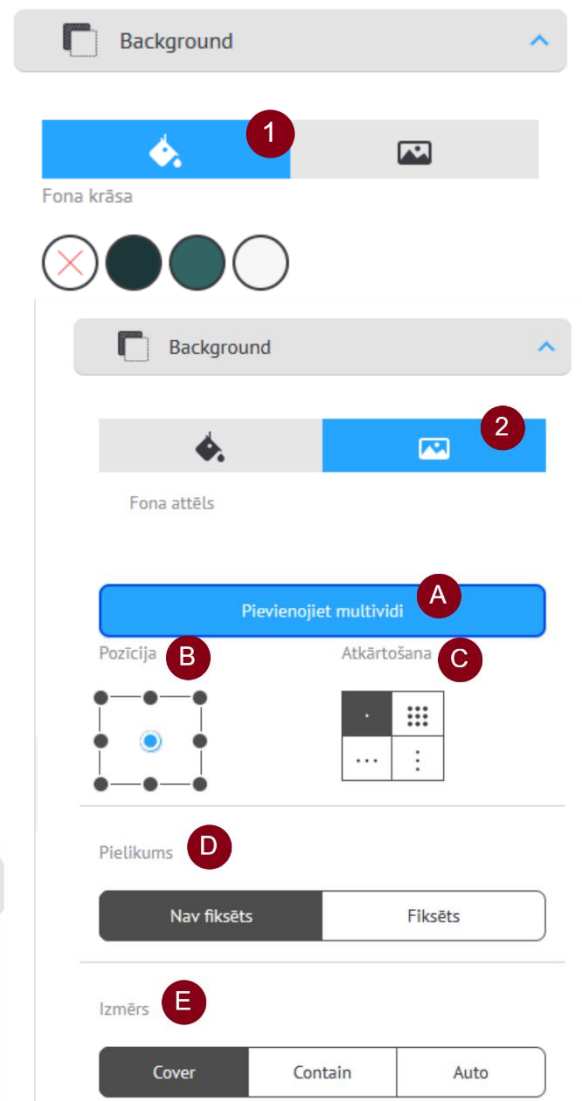 Background
1
Fona krāsa
Background
2
Fona attēls
Pievienojiet multividi A
Pozīcija B Atkārtošana C
Pielikums D
Nav fiksēts Fiksēts
Izmērs E
Cover Contain Auto